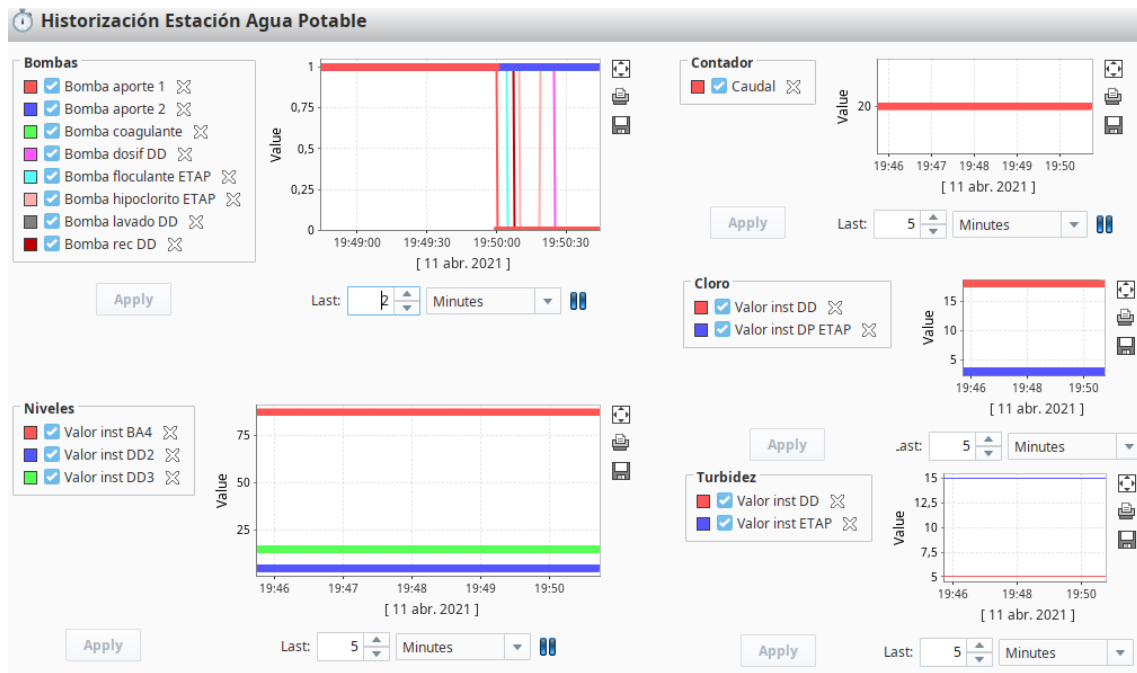 Historización Estación Agua Potable
Bombas
Bomba aporte 1
Bomba aporte 2
Bomba coagulante
Bomba dosif DD
Bomba floculante ETAP
Bomba hipoclorito ETAP
Bomba lavado DD
Bomba rec DD
Apply
Value
1
0,75
0,5
0,25
0
19:49:00 19:49:30 19:50:00 19:50:30
[ 11 abr. 2021 ]
Last: 2 Minutes
Contador
Caudal
Value
20
19:46 19:47 19:48 19:49 19:50
[ 11 abr. 2021 ]
Apply Last: 5 Minutes
Cloro
Valor inst DD
Valor inst DP ETAP
Value
15
10
5
19:46 19:48 19:50
[ 11 abr. 2021 ]
Apply .ast: 5 Minutes
Niveles
Valor inst BA4
Valor inst DD2
Valor inst DD3
Value
75
50
25
19:46 19:47 19:48 19:49 19:50
[ 11 abr. 2021 ]
Apply Last: 5 Minutes
Turbidez
Valor inst DD
Valor inst ETAP
Value
15
12,5
10
7,5
5
19:46 19:48 19:50
[ 11 abr. 2021 ]
Apply Last: 5 Minutes